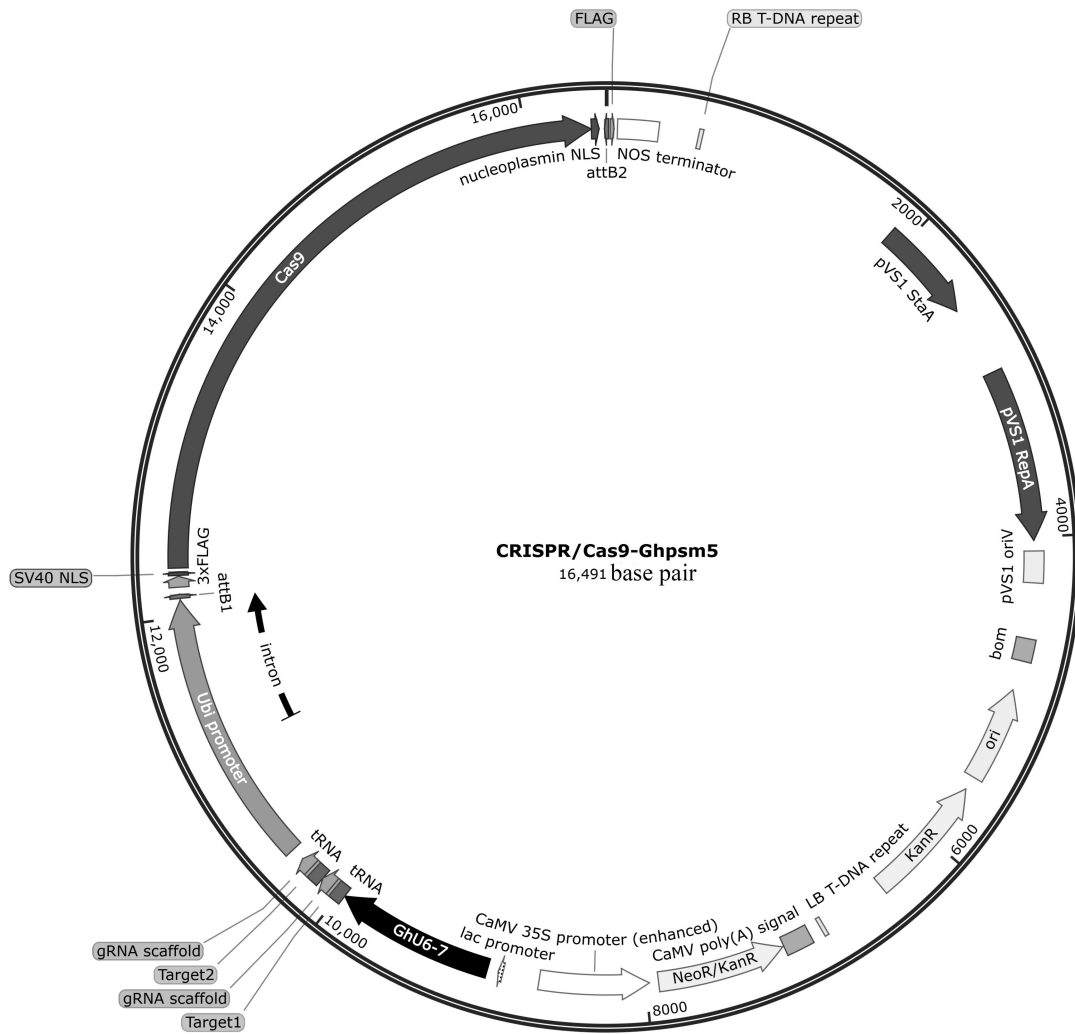 FLAG
RB T-DNA repeat
16,000
nucleoplasmin NLS
attB2
NOS terminator
2000
pVS1 StaA
Cas9
14,000
pVS1 RepA
4000
pVS1 oriV
CRISPR/Cas9-Ghpsm5
16,491 base pair
3xFLAG
SV40 NLS
attB1
12,000
intron
bom
Ubi promoter
ori
KanR
6000
LB T-DNA repeat
tRNA
tRNA
CaMV 35S promoter (enhanced)
CaMV poly(A) signal
lac promoter
GhU6-7
NeoR/KanR
10,000
gRNA scaffold
Target2
gRNA scaffold
Target1
8000